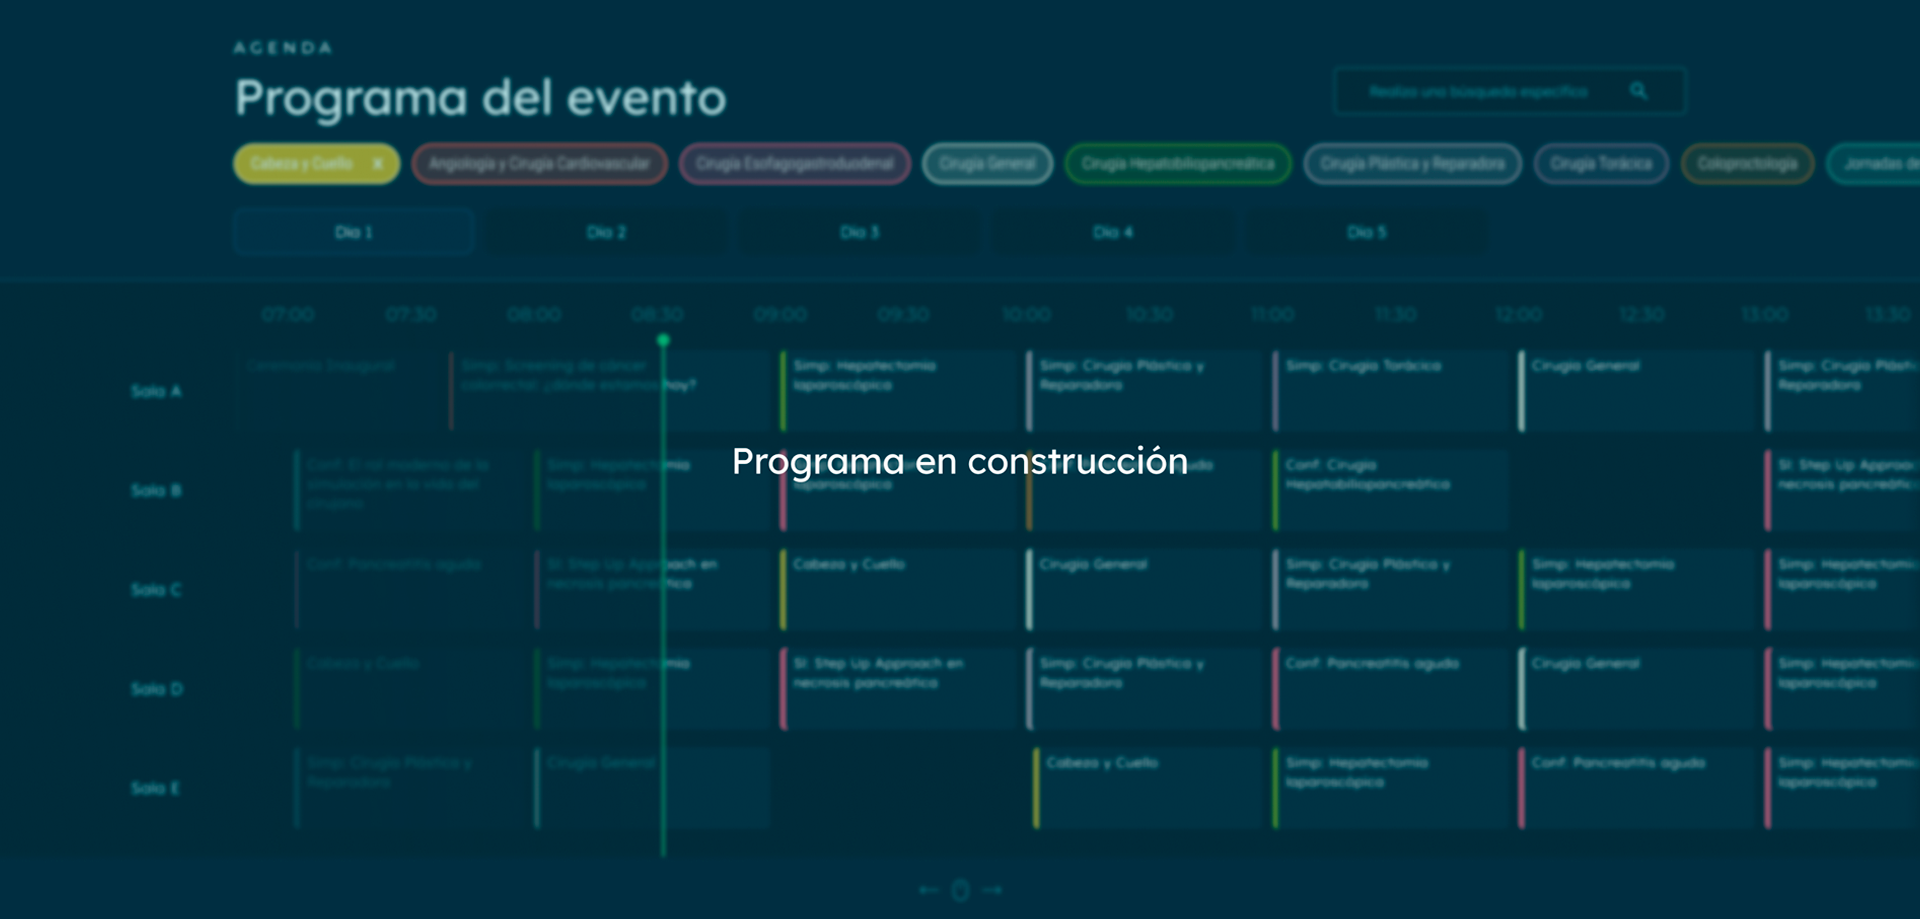 AGENDA
Programa del evento
Realiza una búsqueda específica
Cabeza y Cuello X
Angiología y Cirugía Cardiovascular
Cirugía Esofagogastroduodenal
Cirugía General
Cirugía Hepatobiliopancreática
Cirugía Plástica y Reparadora
Cirugía Torácica
Coloproctología
Jornadas de
Día 1
Día 2
Día 3
Día 4
Día 5
07:00 07:30 08:00 08:30 09:00 09:30 10:00 10:30 11:00 11:30 12:00 12:30 13:00 13:30
Sala A
Ceremonia Inaugural
Simp: Screening de cáncer
colorrectal: ¿dónde estamos hoy?
Simp: Hepatectomía
laparoscópica
Simp: Cirugía Plástica y
Reparadora
Simp: Cirugía Torácica
Cirugía General
Simp: Cirugía Plásti
Reparadora
Programa en construcción
Sala B
Conf: El rol moderno de la
simulación en la vida del
cirujano
Simp: Hepatectomía
laparoscópica
laparoscópica
Conf: Cirugía
Hepatobiliopancreática
SI: Step Up Approac
necrosis pancreátic
Sala C
Conf: Pancreatitis aguda
SI: Step Up Approach en
necrosis pancreática
Cabeza y Cuello
Cirugía General
Simp: Cirugía Plástica y
Reparadora
Simp: Hepatectomía
laparoscópica
Simp: Hepatectomí
laparoscópica
Sala D
Cabeza y Cuello
Simp: Hepatectomía
laparoscópica
SI: Step Up Approach en
necrosis pancreática
Simp: Cirugía Plástica y
Reparadora
Conf: Pancreatitis aguda
Cirugía General
Simp: Hepatectomí
laparoscópica
Sala E
Simp: Cirugía Plástica y
Reparadora
Cirugía General
Cabeza y Cuello
Simp: Hepatectomía
laparoscópica
Conf: Pancreatitis aguda
Simp: Hepatectomí
laparoscópica